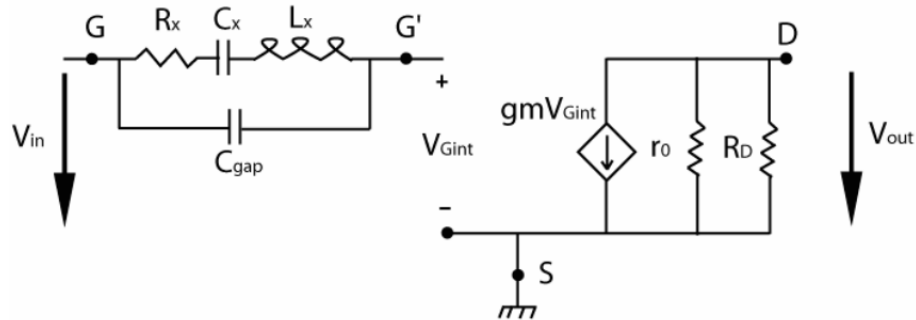 G Rx Cx Lx G' D
+
gmVGint
Vin VGint r0 RD Vout
Cgap
-
S